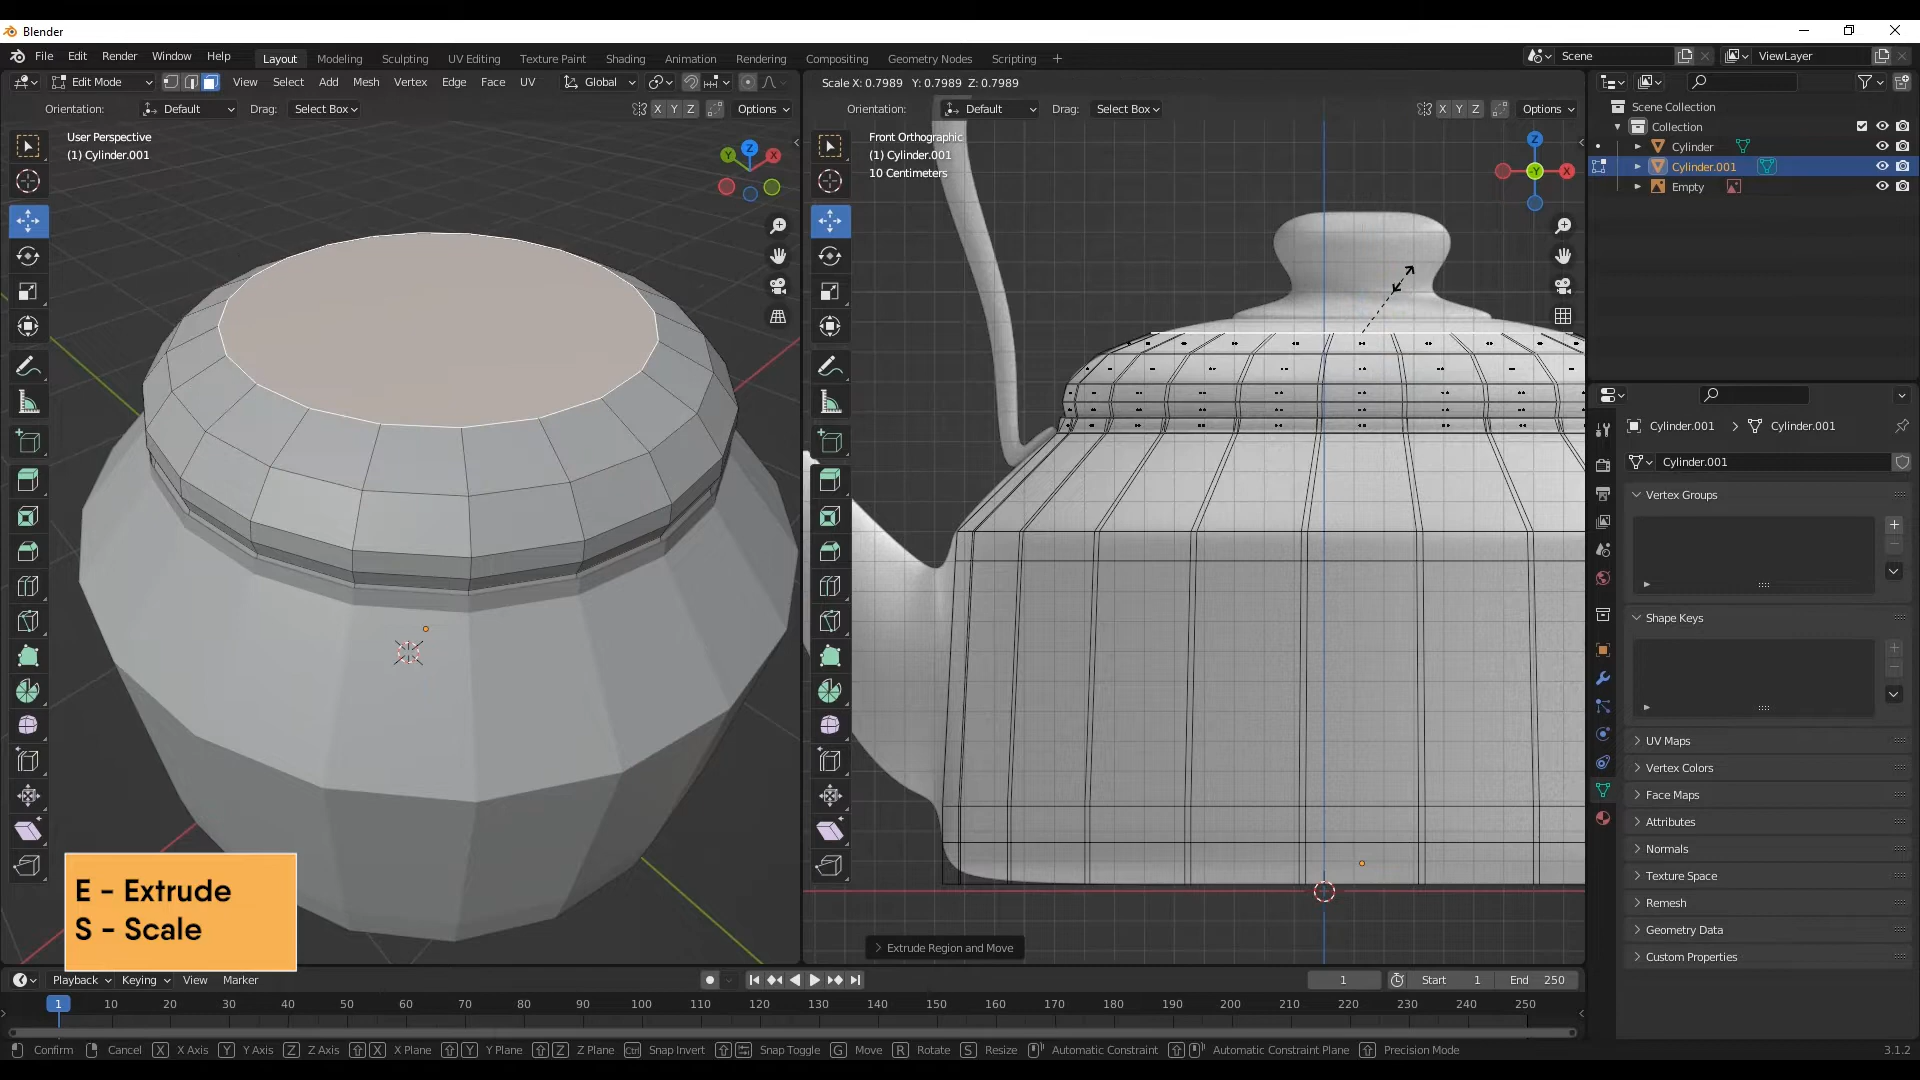 Blender
File Edit Render Window Help Layout Modeling Sculpting UV Editing Texture Paint Shading Animation Rendering Compositing Geometry Nodes Scripting + Scene ViewLayer
Edit Mode View Select Add Mesh Vertex Edge Face UV Global Scale X: 0.7989 Y: 0.7989 Z: 0.7989
Orientation: Default Drag: Select Box X Y Z Options Orientation: Default Drag: Select Box X Y Z Options
User Perspective
(1) Cylinder.001
Y Z X
Front Orthographic
(1) Cylinder.001
10 Centimeters
Z
-Y X
Scene Collection
Collection
Cylinder
Cylinder.001
Empty
Cylinder.001 Cylinder.001
Cylinder.001
Vertex Groups
Shape Keys
UV Maps
Vertex Colors
Face Maps
Attributes
Normals
Texture Space
Remesh
Geometry Data
Custom Properties
E - Extrude
S - Scale
Extrude Region and Move
Playback Keying View Marker 1 Start 1 End 250
1 10 20 30 40 50 60 70 80 90 100 110 120 130 140 150 160 170 180 190 200 210 220 230 240 250
Confirm Cancel X X Axis Y Y Axis Z Z Axis X X Plane Y Y Plane Z Z Plane Ctrl Snap Invert Snap Toggle G Move R Rotate S Resize Automatic Constraint Automatic Constraint Plane Precision Mode 3.1.2